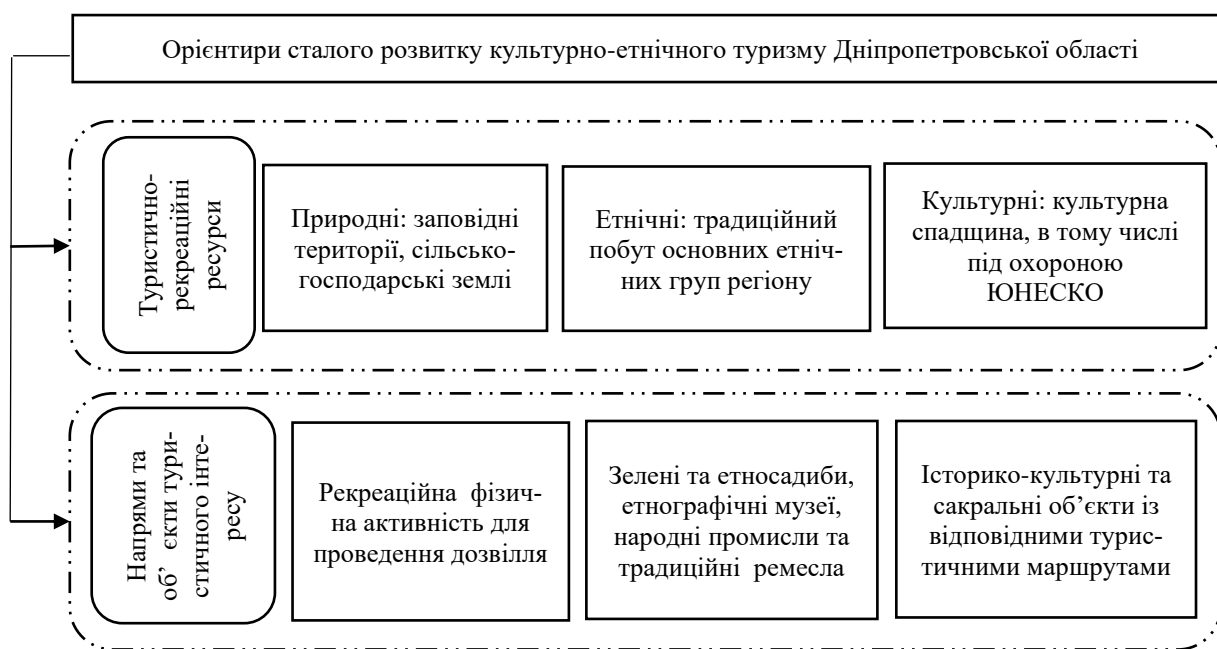 Орієнтири сталого розвитку культурно-етнічного туризму Дніпропетровської області
Туристично-
рекреаційні
ресурси
Природні: заповідні
території, сільсько-
господарські землі
Етнічні: традиційний
побут основних етніч-
них груп регіону
Культурні: культурна
спадщина, в тому числі
під охороною
ЮНЕСКО
Напрями та
об’ єкти тури-
стичного інте-
ресу
Рекреаційна фізич-
на активність для
проведення дозвілля
Зелені та етносадиби,
етнографічні музеї,
народні промисли та
традиційні ремесла
Історико-культурні та
сакральні об’єкти із
відповідними турис-
тичними маршрутами